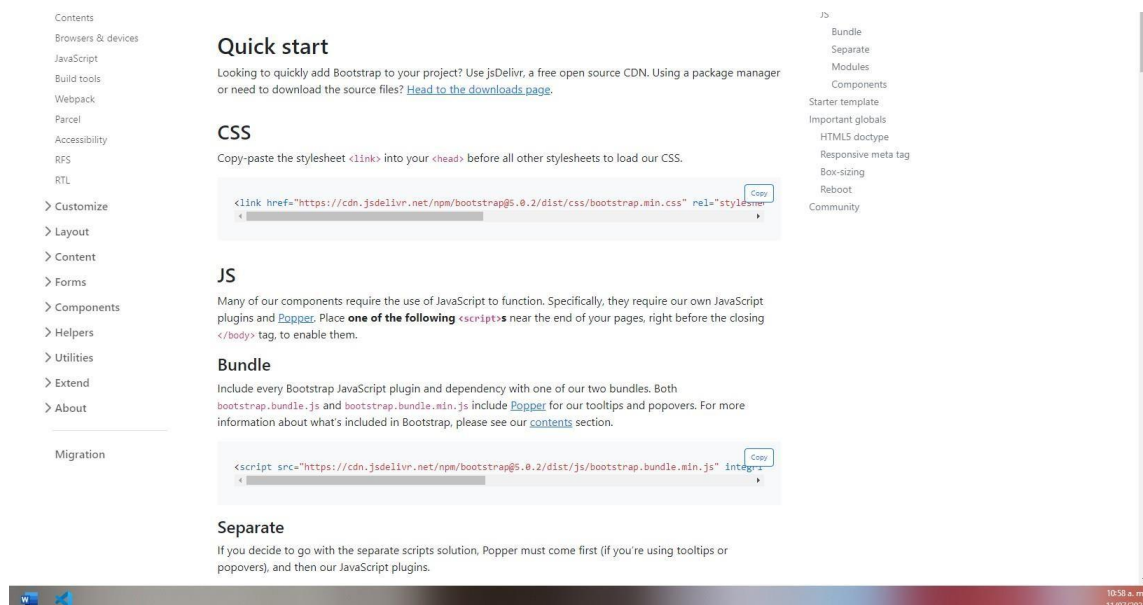 Contents
Browsers & devices
JavaScript
Build tools
Webpack
Parcel
Accessibility
RFS
RTL
Customize
Layout
Content
Forms
Components
Helpers
Utilities
Extend
About
Migration
Quick start
Looking to quickly add Bootstrap to your project? Use jsDelivr, a free open source CDN. Using a package manager
or need to download the source files? Head to the downloads page.
CSS
Copy-paste the stylesheet <link> into your <head> before all other stylesheets to load our CSS.
Copy
<link href="https://cdn.jsdelivr.net/npm/bootstrap@5.0.2/dist/css/bootstrap.min.css" rel="styleshe
JS
Many of our components require the use of JavaScript to function. Specifically, they require our own JavaScript
plugins and Popper. Place one of the following <script>s near the end of your pages, right before the closing
</body> tag, to enable them.
Bundle
Include every Bootstrap JavaScript plugin and dependency with one of our two bundles. Both
bootstrap.bundle.js and bootstrap.bundle.min.js include Popper for our tooltips and popovers. For more
information about what's included in Bootstrap, please see our contents section.
Copy
<script src="https://cdn.jsdelivr.net/npm/bootstrap@5.0.2/dist/js/bootstrap.bundle.min.js" integri
Separate
If you decide to go with the separate scripts solution, Popper must come first (if you're using tooltips or
popovers), and then our JavaScript plugins.
JS
Bundle
Separate
Modules
Components
Starter template
Important globals
HTML5 doctype
Responsive meta tag
Box-sizing
Reboot
Community
W
10:58 a. m